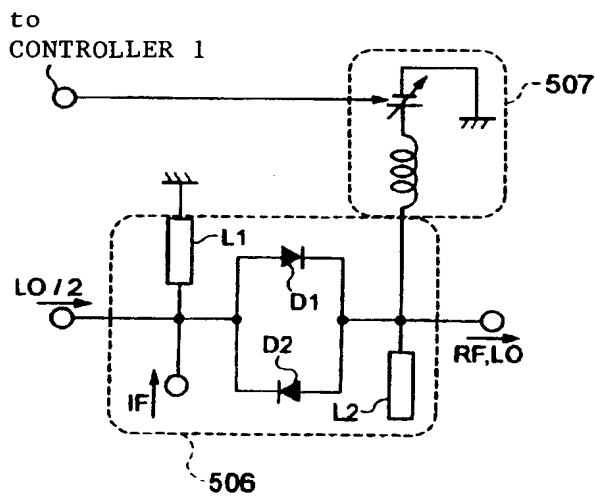 to
CONTROLLER 1
507
L1
LO/2
D1
D2
RF,LO
IF
L2
506